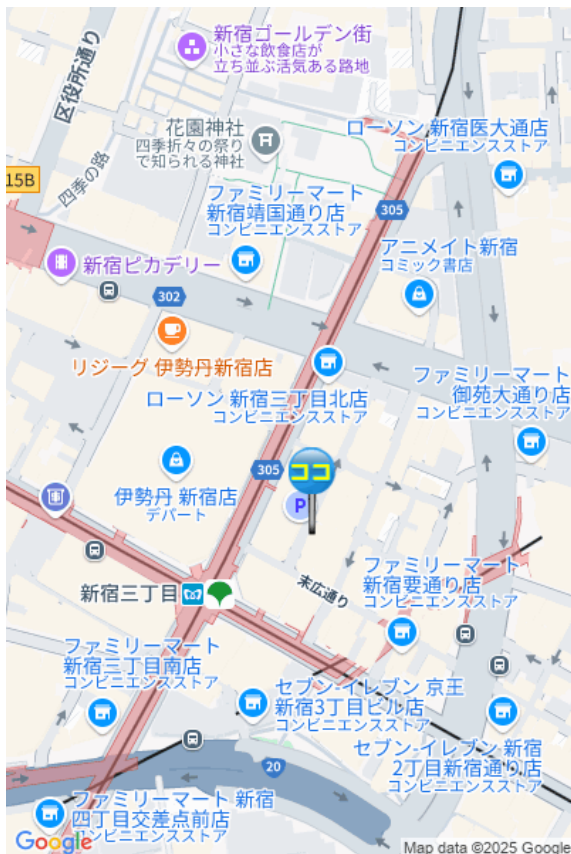 新宿ゴールデン街
小さな飲食店が
立ち並ぶ活気ある路地
区役所通り
花園神社
四季折々の祭り
で知られる神社
ローソン 新宿医大通店
コンビニエンスストア
15B
四季の路
ファミリーマート
新宿靖国通り店
コンビニエンスストア
305
アニメイト新宿
コミック書店
新宿ピカデリー
302
リジーグ 伊勢丹新宿店
ローソン 新宿三丁目北店
コンビニエンスストア
ファミリーマート
御苑大通り店
コンビニエンスストア
305
ココ
伊勢丹 新宿店
デパート
P
新宿三丁目
末広通り
ファミリーマート
新宿要通り店
コンビニエンスストア
ファミリーマート
新宿三丁目南店
コンビニエンスストア
セブン-イレブン 京王
新宿3丁目ビル店
コンビニエンスストア
セブン-イレブン 新宿
2丁目新宿通り店
コンビニエンスストア
20
ファミリーマート 新宿
四丁目交差点前店
コンビニエンスストア
Google
Map data ©2025 Google